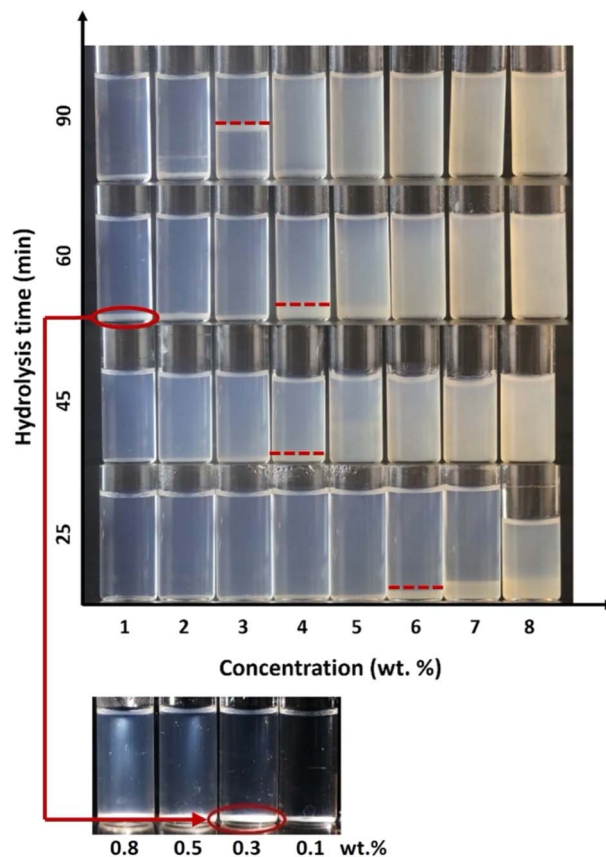 Hydrolysis time (min)
90
60
45
25
1 2 3 4 5 6 7 8
Concentration (wt. %)
0.8 0.5 0.3 0.1 wt.%